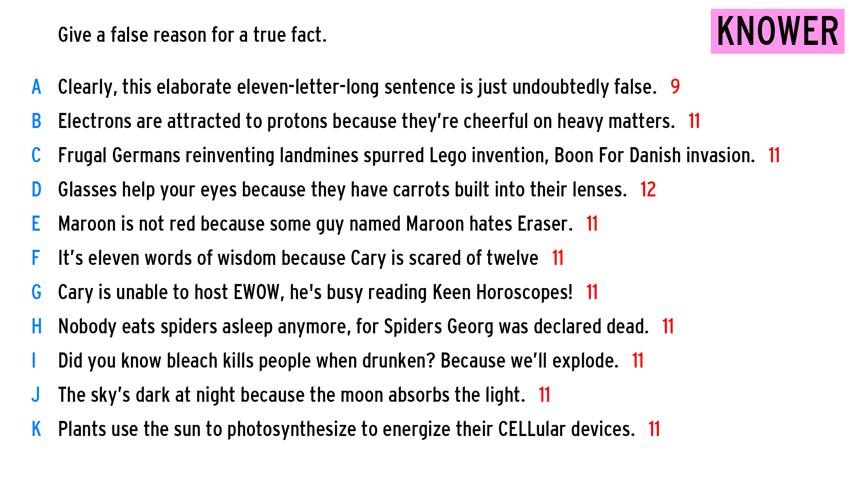 Give a false reason for a true fact.
KNOWER
A Clearly, this elaborate eleven-letter-long sentence is just undoubtedly false. 9
B Electrons are attracted to protons because they're cheerful on heavy matters. 11
C Frugal Germans reinventing landmines spurred Lego invention, Boon For Danish invasion. 11
D Glasses help your eyes because they have carrots built into their lenses. 12
E Maroon is not red because some guy named Maroon hates Eraser. 11
F It's eleven words of wisdom because Cary is scared of twelve 11
G Cary is unable to host EWOW, he's busy reading Keen Horoscopes! 11
H Nobody eats spiders asleep anymore, for Spiders Georg was declared dead. 11
I Did you know bleach kills people when drunken? Because we'll explode. 11
J The sky's dark at night because the moon absorbs the light. 11
K Plants use the sun to photosynthesize to energize their CELLular devices. 11